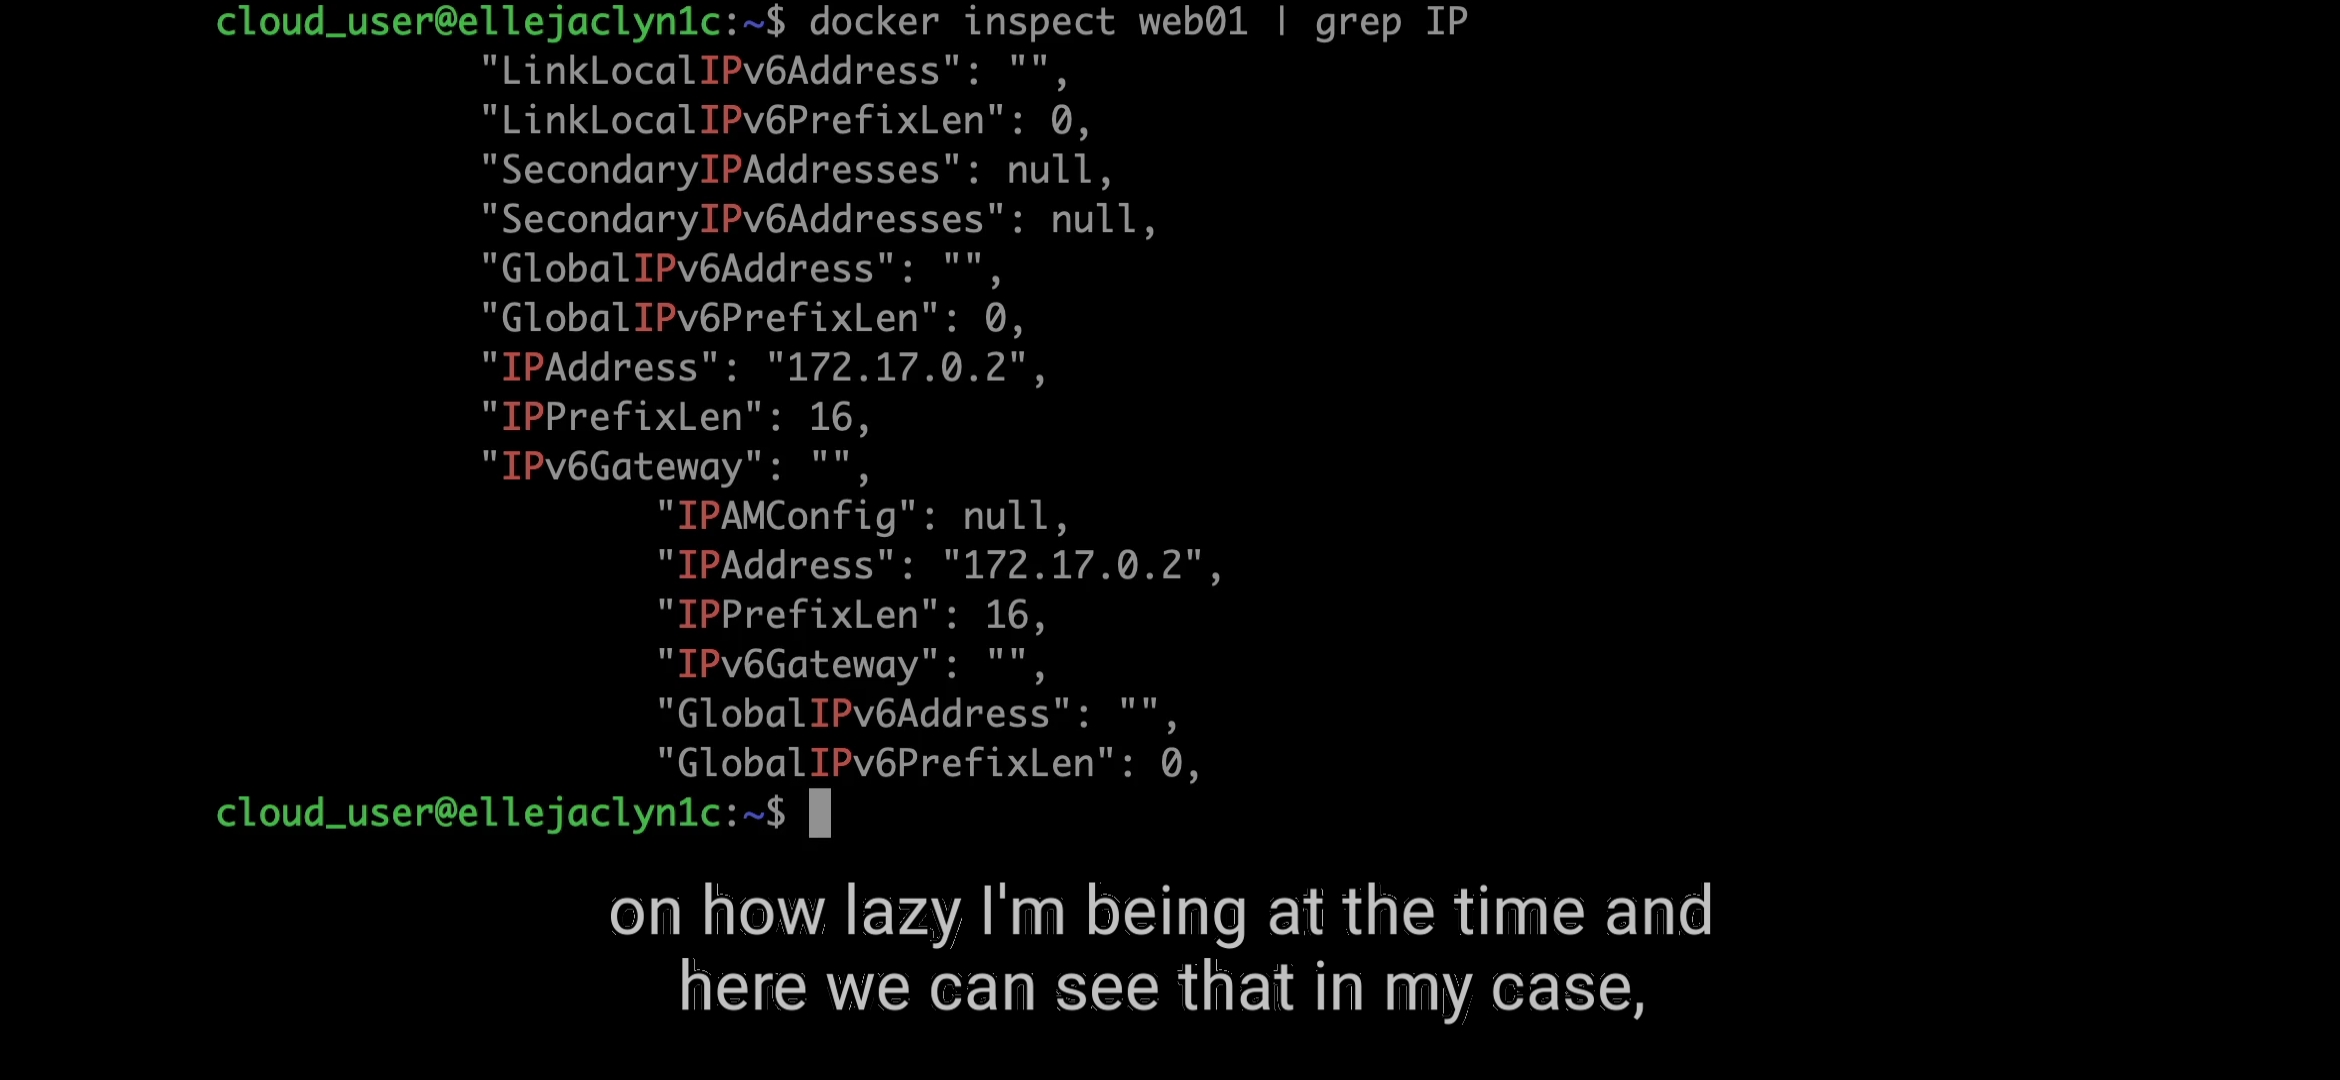 cloud_user@ellejaclyn1c:~$ docker inspect web01 | grep IP
"LinkLocalIPv6Address": "",
"LinkLocalIPv6PrefixLen": 0,
"SecondaryIPAddresses": null,
"SecondaryIPv6Addresses": null,
"GlobalIPv6Address": "",
"GlobalIPv6PrefixLen": 0,
"IPAddress": "172.17.0.2",
"IPPrefixLen": 16,
"IPv6Gateway": "",
"IPAMConfig": null,
"IPAddress": "172.17.0.2",
"IPPrefixLen": 16,
"IPv6Gateway": "",
"GlobalIPv6Address": "",
"GlobalIPv6PrefixLen": 0,
cloud_user@ellejaclyn1c:~$
on how lazy I'm being at the time and
here we can see that in my case,